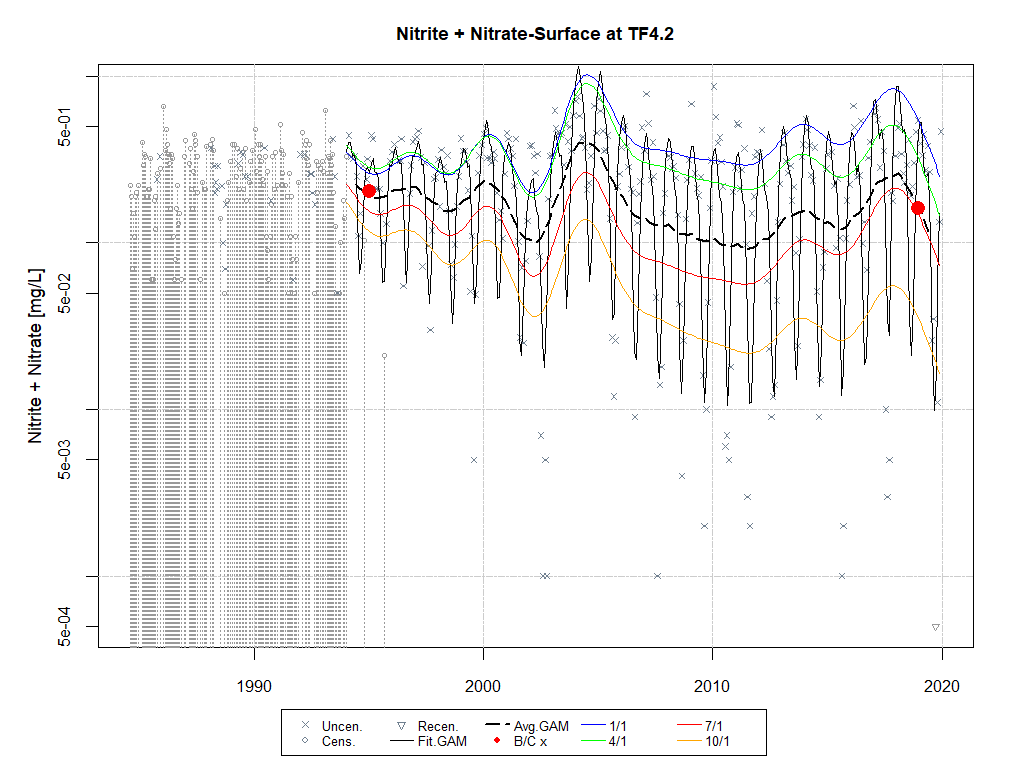 Nitrite + Nitrate-Surface at TF4.2
Nitrite + Nitrate [mg/L]
5e-01
5e-02
5e-03
5e-04
1990 2000 2010 2020
Uncen. Recen. Avg.GAM 1/1 7/1
Cens. Fit.GAM B/C x 4/1 10/1